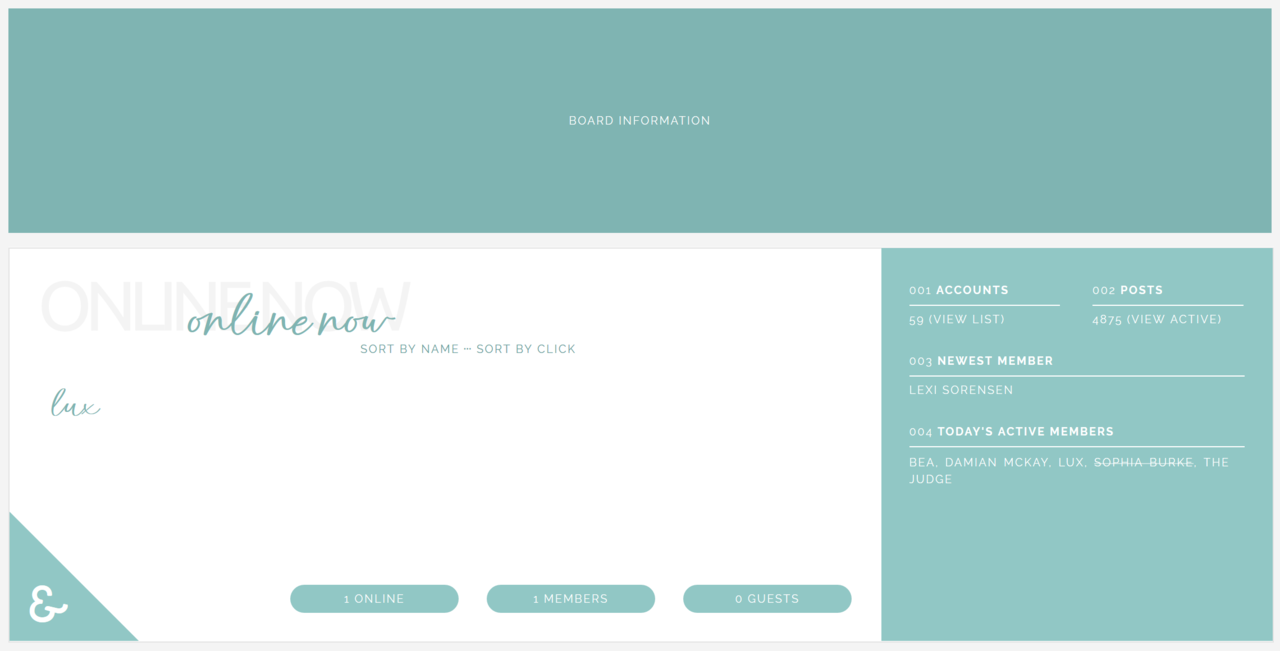 BOARD INFORMATION
ONLINE NOW
online now
SORT BY NAME ··· SORT BY CLICK
lux
&
1 ONLINE
1 MEMBERS
0 GUESTS
001 ACCOUNTS
59 (VIEW LIST)
002 POSTS
4875 (VIEW ACTIVE)
003 NEWEST MEMBER
LEXI SORENSEN
004 TODAY'S ACTIVE MEMBERS
BEA, DAMIAN MCKAY, LUX, SOPHIA BURKE, THE
JUDGE